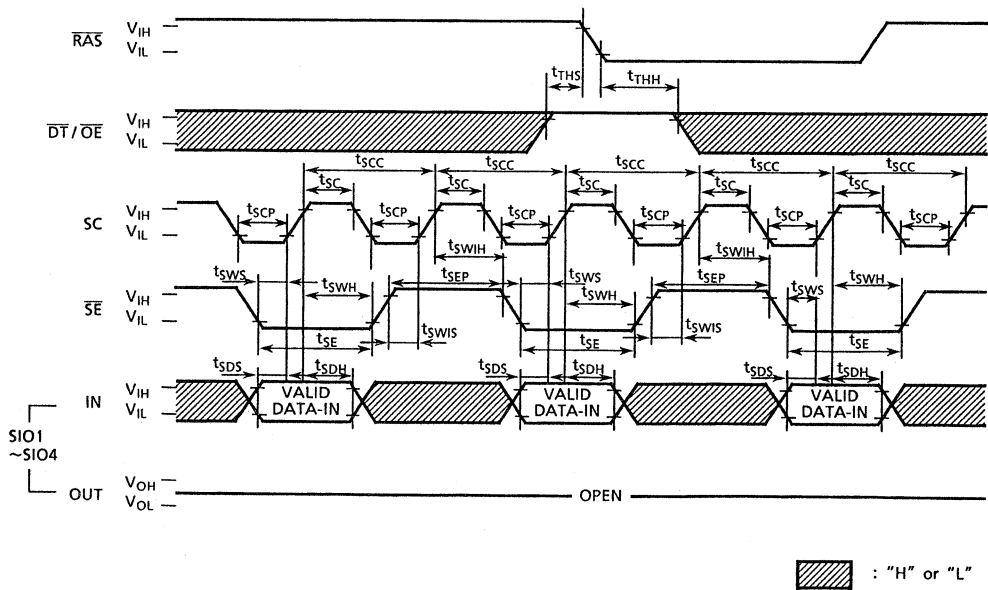 RAS VIH VIL
tTHS tTHH
DT/OE VIH VIL
tSCC tSCC tSCC tSCC tSCC
tSC tSC tSC tSC tSC
SC VIH VIL
tSCP tSCP tSCP tSCP tSCP tSCP
tSWIH tSWIH
tSWS tSEP tSWS tSEP tSWS
SE VIH VIL
tSWH tSWH tSWH
tSWIS tSWIS
tSE tSE tSE
tSDS tSDH tSDS tSDH tSDS tSDH
IN VIH VIL
VALID DATA-IN VALID DATA-IN VALID DATA-IN
SIO1
~SIO4
OUT VOH VOL
OPEN
: "H" or "L"